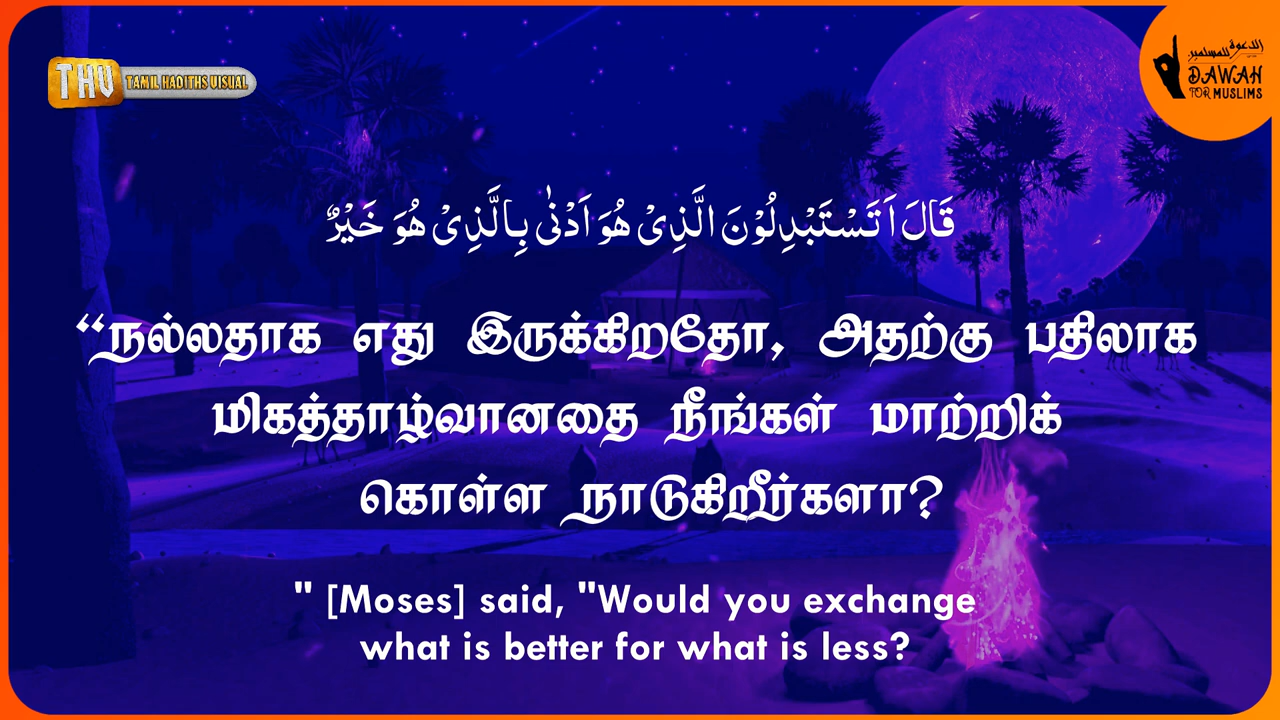 THV
TAMIL HADITHS VISUAL
الدعوة للمسلمين
DAWAH
FOR MUSLIMS
قَالَ اَتَسْتَبْدِلُوْنَ الَّذِىْ هُوَ اَدْنٰى بِالَّذِىْ هُوَ خَيْرٌ
“நல்லதாக எது இருக்கிறதோ, அதற்கு பதிலாக
மிகத்தாழ்வானதை நீங்கள் மாற்றிக்
கொள்ள நாடுகிறீர்களா?
" [Moses] said, "Would you exchange
what is better for what is less?